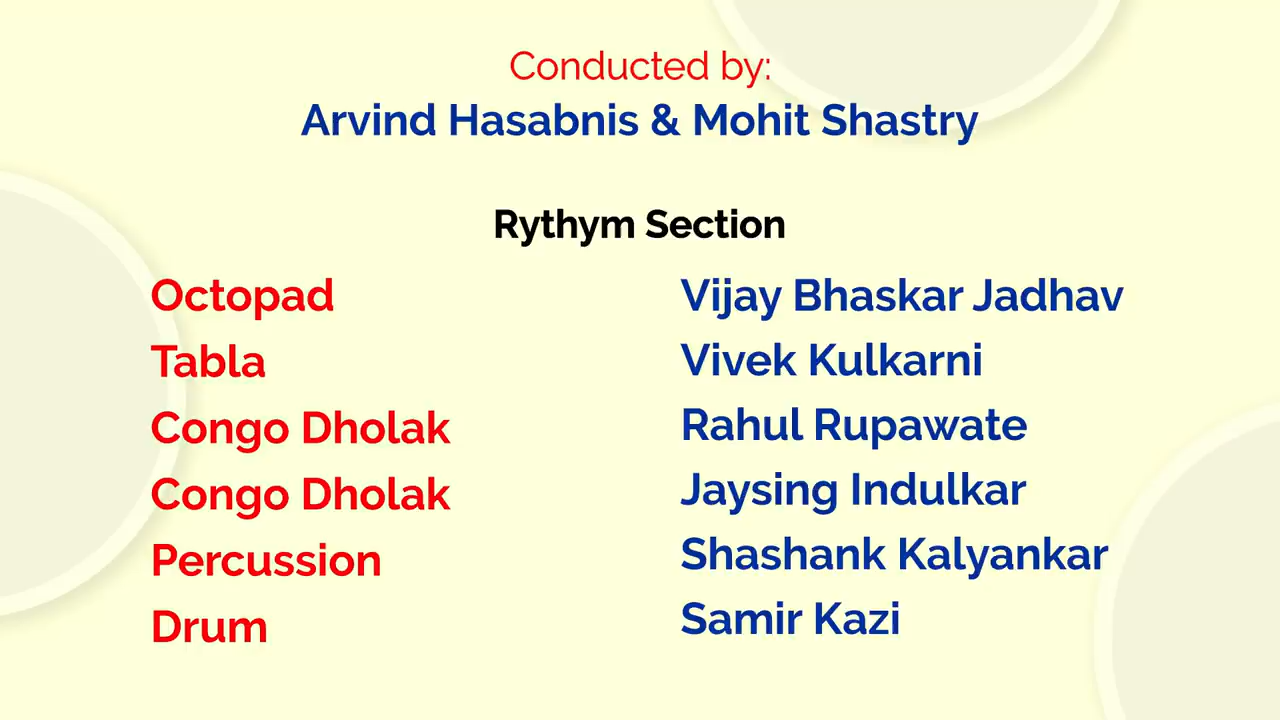 Conducted by:
Arvind Hasabnis & Mohit Shastry
Rythym Section
Octopad Vijay Bhaskar Jadhav
Tabla Vivek Kulkarni
Congo Dholak Rahul Rupawate
Congo Dholak Jaysing Indulkar
Percussion Shashank Kalyankar
Drum Samir Kazi